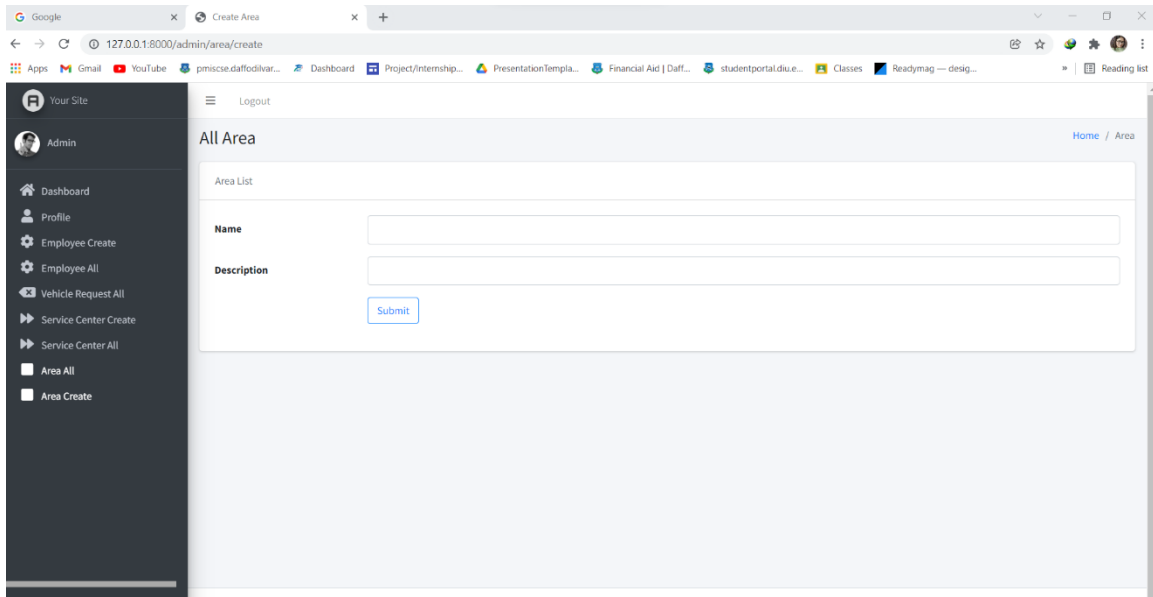 Google
Create Area
127.0.0.1:8000/admin/area/create
Apps Gmail YouTube pmiscse.daffodilvar... Dashboard Project/Internship... PresentationTempla... Financial Aid | Daff... studentportal.diu.e... Classes Readymag — desig... » Reading list
Your Site
Logout
Admin
All Area
Home / Area
Area List
Dashboard
Profile
Employee Create
Employee All
Vehicle Request All
Service Center Create
Service Center All
Area All
Area Create
Name
Description
Submit